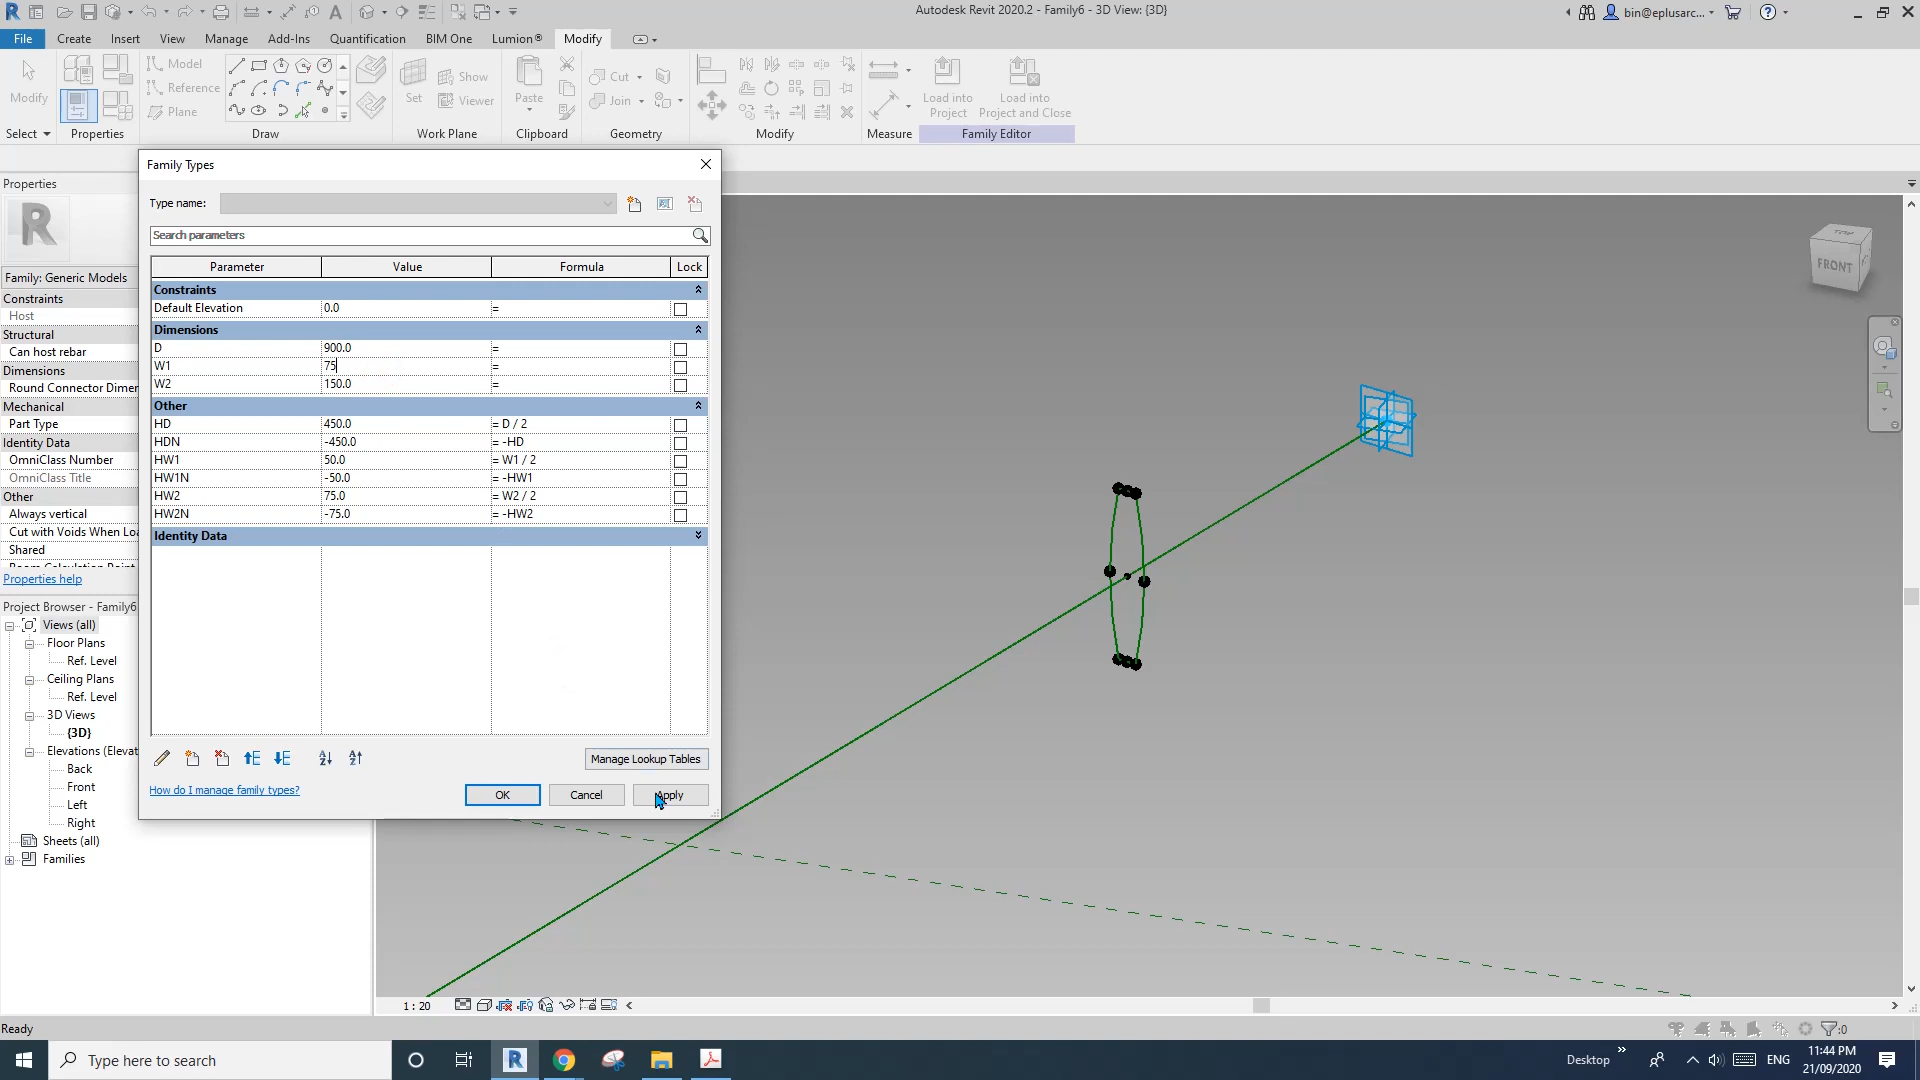 Autodesk Revit 2020.2 - Family6 - 3D View: {3D}
bin@eplusarc...
File Create Insert View Manage Add-Ins Lumion® Quantification BIM One Modify
Modify
Model
Reference
Plane
Set
Show
Viewer
Paste
Cut
Join
Load into
Project
Load into
Project and Close
Select Properties Draw Work Plane Clipboard Geometry Modify Measure Family Editor
Properties
Family: Generic Models
Constraints
Host
Structural
Can host rebar
Dimensions
Round Connector Dimen
Mechanical
Part Type
Identity Data
OmniClass Number
OmniClass Title
Other
Always vertical
Cut with Voids When Loa
Shared
Properties help
Project Browser - Family6
Views (all)
Floor Plans
Ref. Level
Ceiling Plans
Ref. Level
3D Views
{3D}
Elevations (Elevat
Back
Front
Left
Right
Sheets (all)
Families
Family Types
Type name:
Search parameters
Parameter Value Formula Lock
Constraints
Default Elevation 0.0 =
Dimensions
D 900.0 =
W1 75 =
W2 150.0 =
Other
HD 450.0 = D / 2
HDN -450.0 = -HD
HW1 50.0 = W1 / 2
HW1N -50.0 = -HW1
HW2 75.0 = W2 / 2
HW2N -75.0 = -HW2
Identity Data
Manage Lookup Tables
How do I manage family types?
OK Cancel Apply
TOP
FRONT
1 : 20
Ready
:0
Type here to search
Desktop
ENG
11:44 PM
21/09/2020